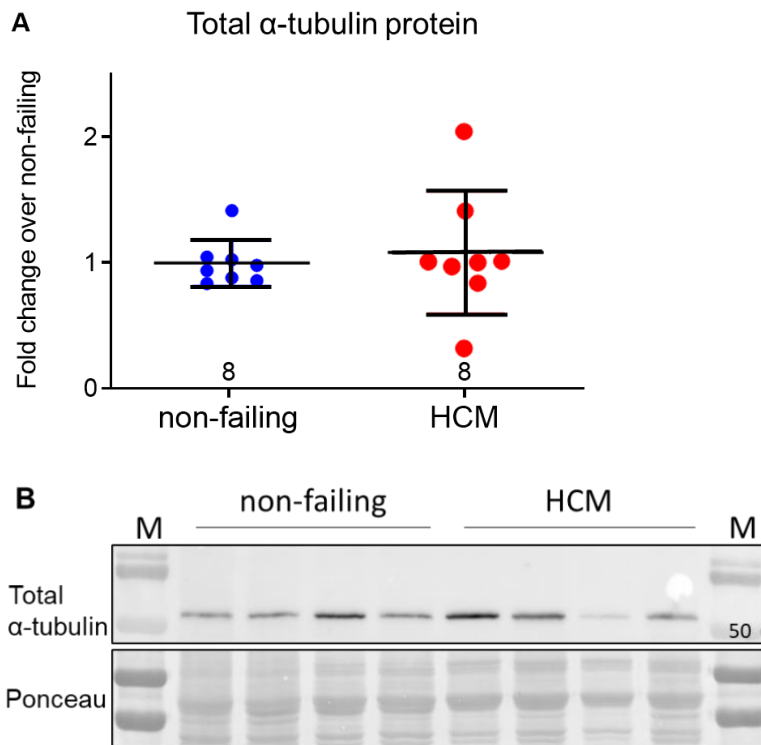 A
Total α-tubulin protein
Fold change over non-failing
2
1
0
8
8
non-failing
HCM
B
non-failing
HCM
M
M
Total
α-tubulin
50
Ponceau